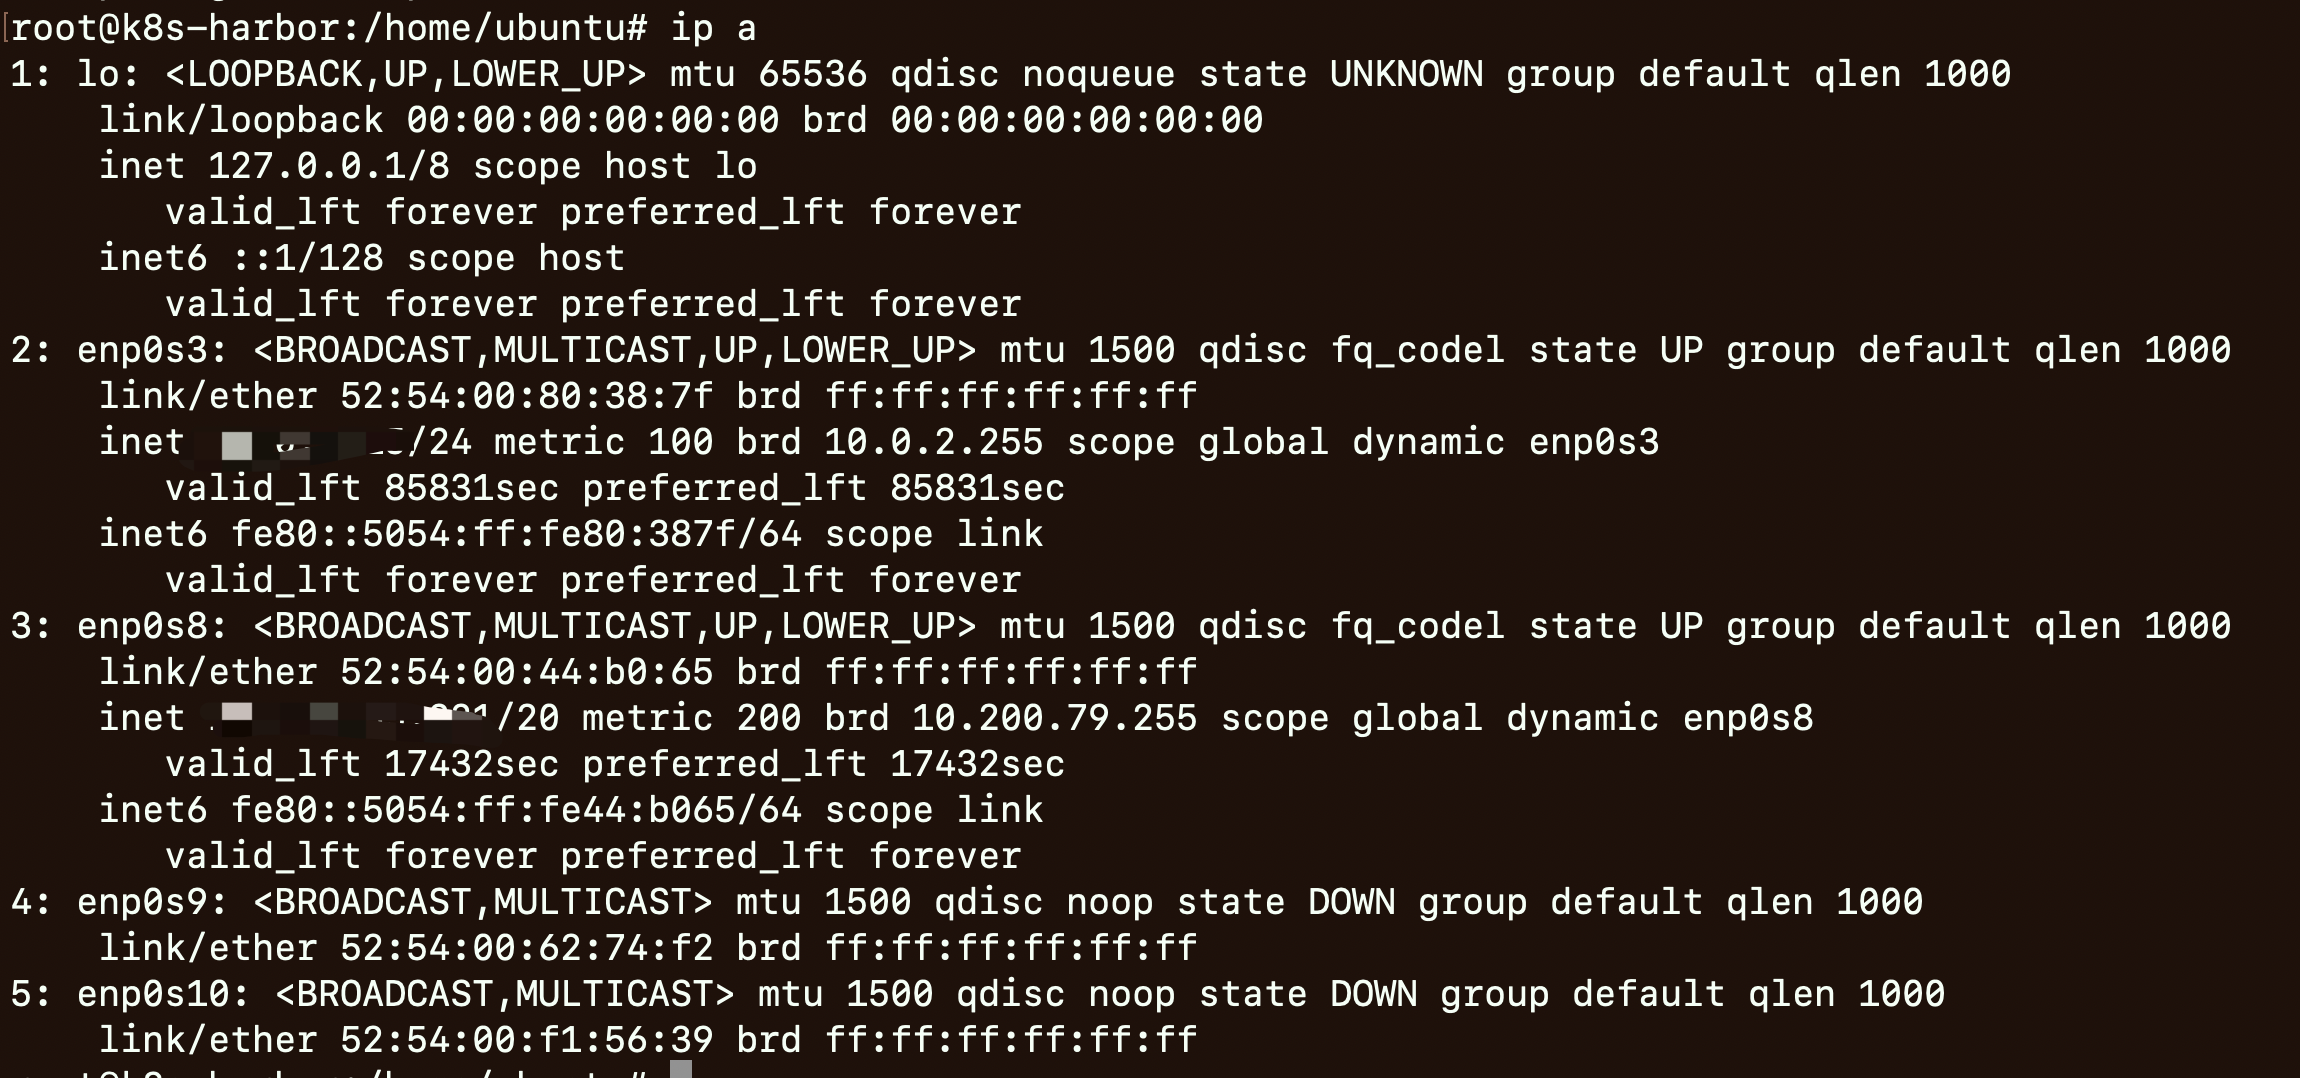 root@k8s-harbor:/home/ubuntu# ip a
1: lo: <LOOPBACK,UP,LOWER_UP> mtu 65536 qdisc noqueue state UNKNOWN group default qlen 1000
link/loopback 00:00:00:00:00:00 brd 00:00:00:00:00:00
inet 127.0.0.1/8 scope host lo
valid_lft forever preferred_lft forever
inet6 ::1/128 scope host
valid_lft forever preferred_lft forever
2: enp0s3: <BROADCAST,MULTICAST,UP,LOWER_UP> mtu 1500 qdisc fq_codel state UP group default qlen 1000
link/ether 52:54:00:80:38:7f brd ff:ff:ff:ff:ff:ff
inet /24 metric 100 brd 10.0.2.255 scope global dynamic enp0s3
valid_lft 85831sec preferred_lft 85831sec
inet6 fe80::5054:ff:fe80:387f/64 scope link
valid_lft forever preferred_lft forever
3: enp0s8: <BROADCAST,MULTICAST,UP,LOWER_UP> mtu 1500 qdisc fq_codel state UP group default qlen 1000
link/ether 52:54:00:44:b0:65 brd ff:ff:ff:ff:ff:ff
inet /20 metric 200 brd 10.200.79.255 scope global dynamic enp0s8
valid_lft 17432sec preferred_lft 17432sec
inet6 fe80::5054:ff:fe44:b065/64 scope link
valid_lft forever preferred_lft forever
4: enp0s9: <BROADCAST,MULTICAST> mtu 1500 qdisc noop state DOWN group default qlen 1000
link/ether 52:54:00:62:74:f2 brd ff:ff:ff:ff:ff:ff
5: enp0s10: <BROADCAST,MULTICAST> mtu 1500 qdisc noop state DOWN group default qlen 1000
link/ether 52:54:00:f1:56:39 brd ff:ff:ff:ff:ff:ff